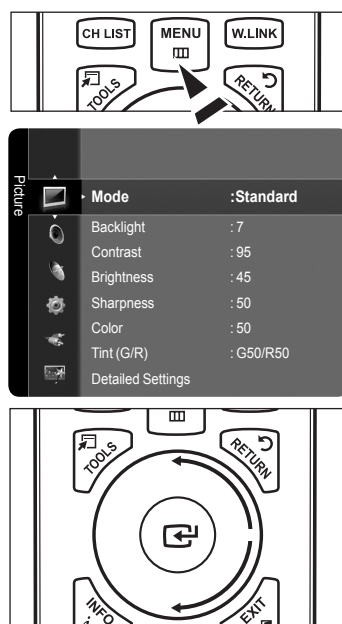 CH LIST MENU W.LINK
TOOLS RETURN
Picture
Mode :Standard
Backlight : 7
Contrast : 95
Brightness : 45
Sharpness : 50
Color : 50
Tint (G/R) : G50/R50
Detailed Settings
TOOLS RETURN
INFO EXIT